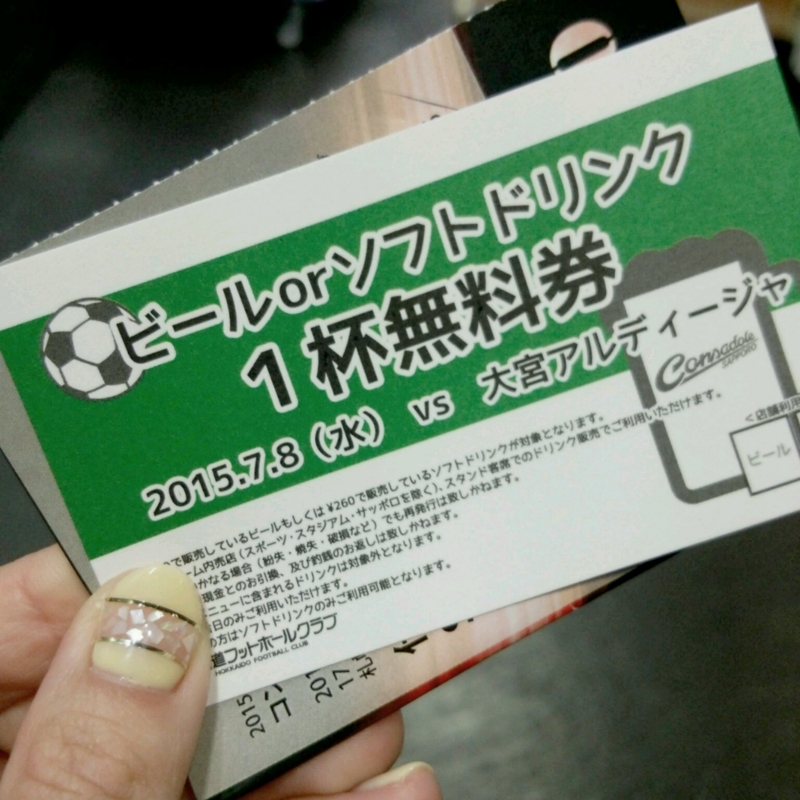 ビールorソフトドリンク
1杯無料券
2015.7.8(水) vs 大宮アルディージャ
Consadole
SAPPORO
<店舗利用
ビール
で販売しているビールもしくは¥260で販売しているソフトドリンクが対象となります。
ーム内売店(スポーツ・スタジアム・サッポロを除く)、スタンド客席でのドリンク販売でご利用いただけます。
かなる場合(紛失・焼失・破損など)でも再発行は致しかねます。
現金とのお引換、及び釣銭のお返しは致しかねます。
ニューに含まれるドリンクは対象外となります。
日のみご利用いただけます。
の方はソフトドリンクのみご利用可能となります。
道フットボールクラブ
HOKKAIDO FOOTBALL CLUB
2015
コン
201
17
札